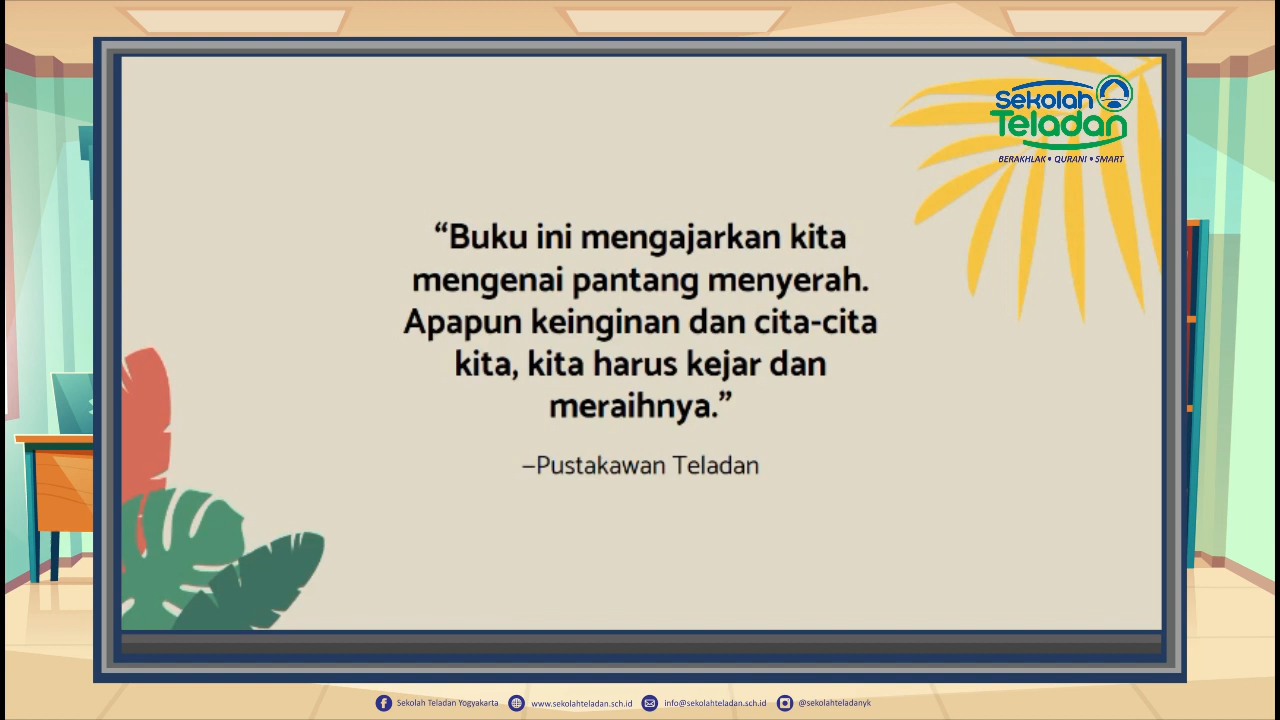 Sekolah
Teladan
BERAKHLAK • QURANI • SMART
“Buku ini mengajarkan kita
mengenai pantang menyerah.
Apapun keinginan dan cita-cita
kita, kita harus kejar dan
meraihnya.”
–Pustakawan Teladan
Sekolah Teladan Yogyakarta www.sekolahteladan.sch.id info@sekolahteladan.sch.id @sekolahteladanyk